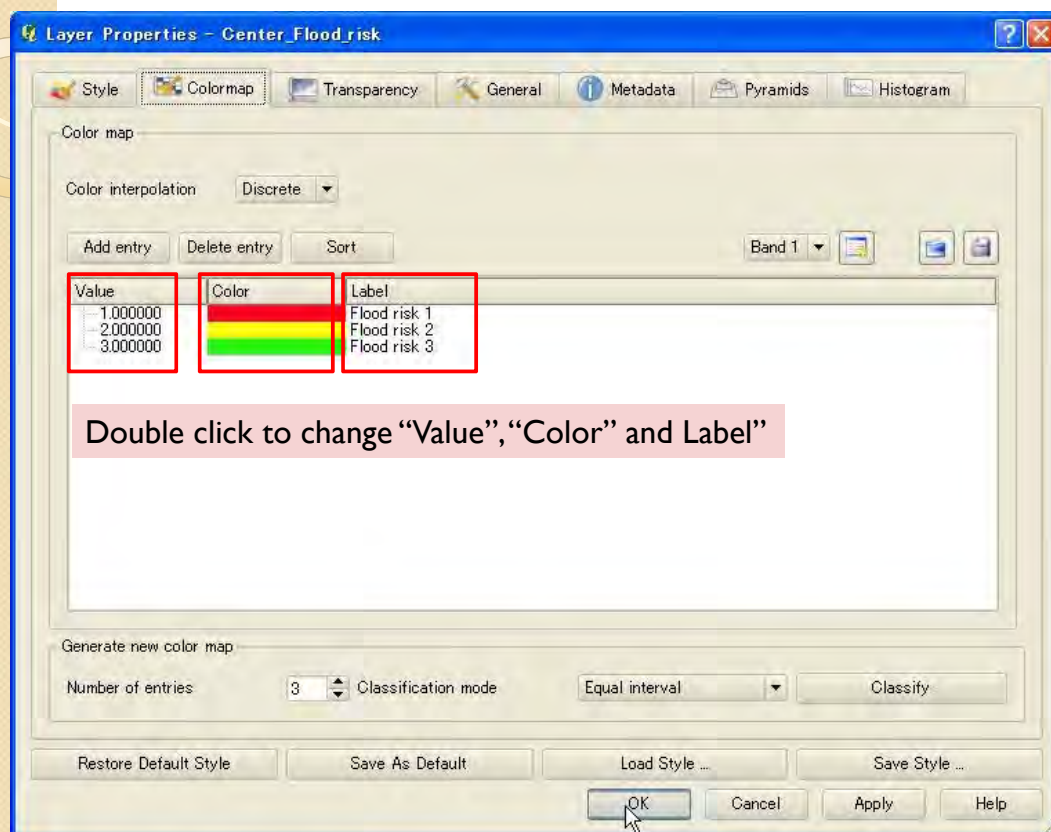 Layer Properties - Center_Flood_risk
Style Colormap Transparency General Metadata Pyramids Histogram
Color map
Color interpolation Discrete
Add entry Delete entry Sort Band 1
Value Color Label
1.000000 Flood risk 1
2.000000 Flood risk 2
3.000000 Flood risk 3
Double click to change “Value”, “Color” and Label”
Generate new color map
Number of entries 3 Classification mode Equal interval Classify
Restore Default Style Save As Default Load Style ... Save Style ...
OK Cancel Apply Help